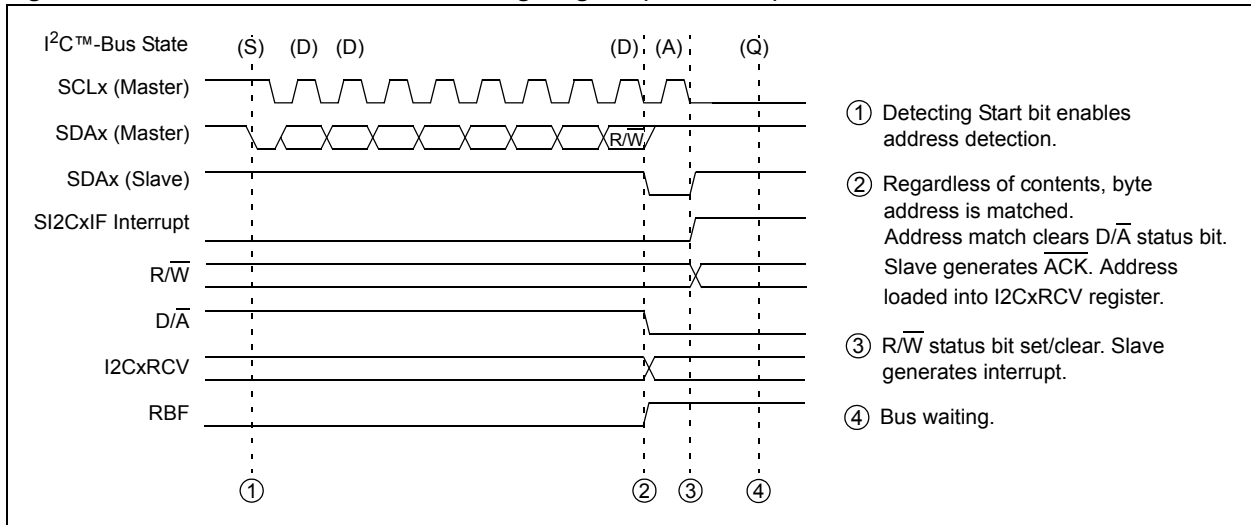 I²C™-Bus State (S) (D) (D) (D) (A) (Q)
SCLx (Master)
SDAx (Master)
R/W̅
SDAx (Slave)
SI2CxIF Interrupt
R/W̅
D/A̅
I2CxRCV
RBF
① ② ③ ④
① Detecting Start bit enables
address detection.
② Regardless of contents, byte
address is matched.
Address match clears D/A̅ status bit.
Slave generates A̅C̅K̅. Address
loaded into I2CxRCV register.
③ R/W̅ status bit set/clear. Slave
generates interrupt.
④ Bus waiting.